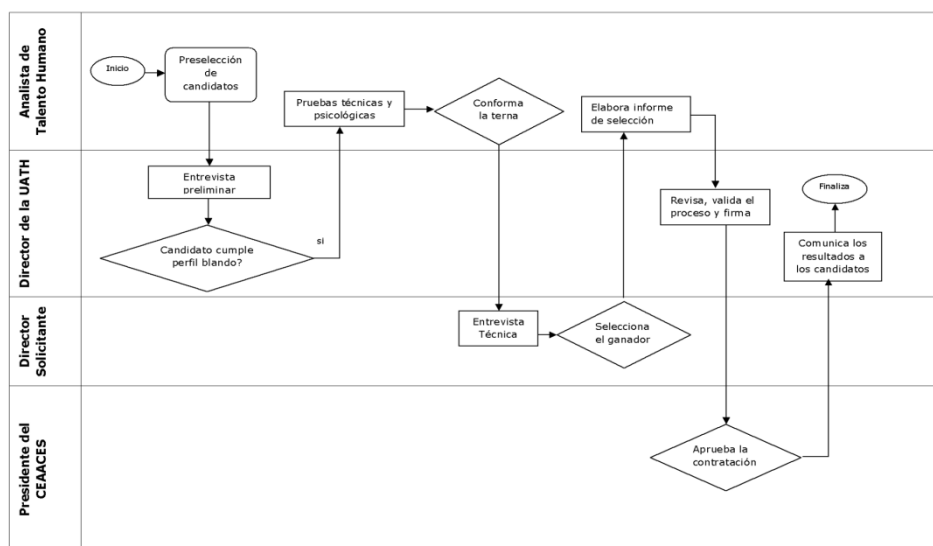 Analista de
Talento Humano
Inicio
Preselección
de
candidatos
Pruebas técnicas y
psicológicas
Conforma
la terna
Elabora informe
de selección
Director de la UATH
Entrevista
preliminar
Candidato cumple
perfil blando?
si
Revisa, valida el
proceso y firma
Finaliza
Comunica los
resultados a
los candidatos
Director
Solicitante
Entrevista
Técnica
Selecciona
el ganador
Presidente del
CEAACES
Aprueba la
contratación